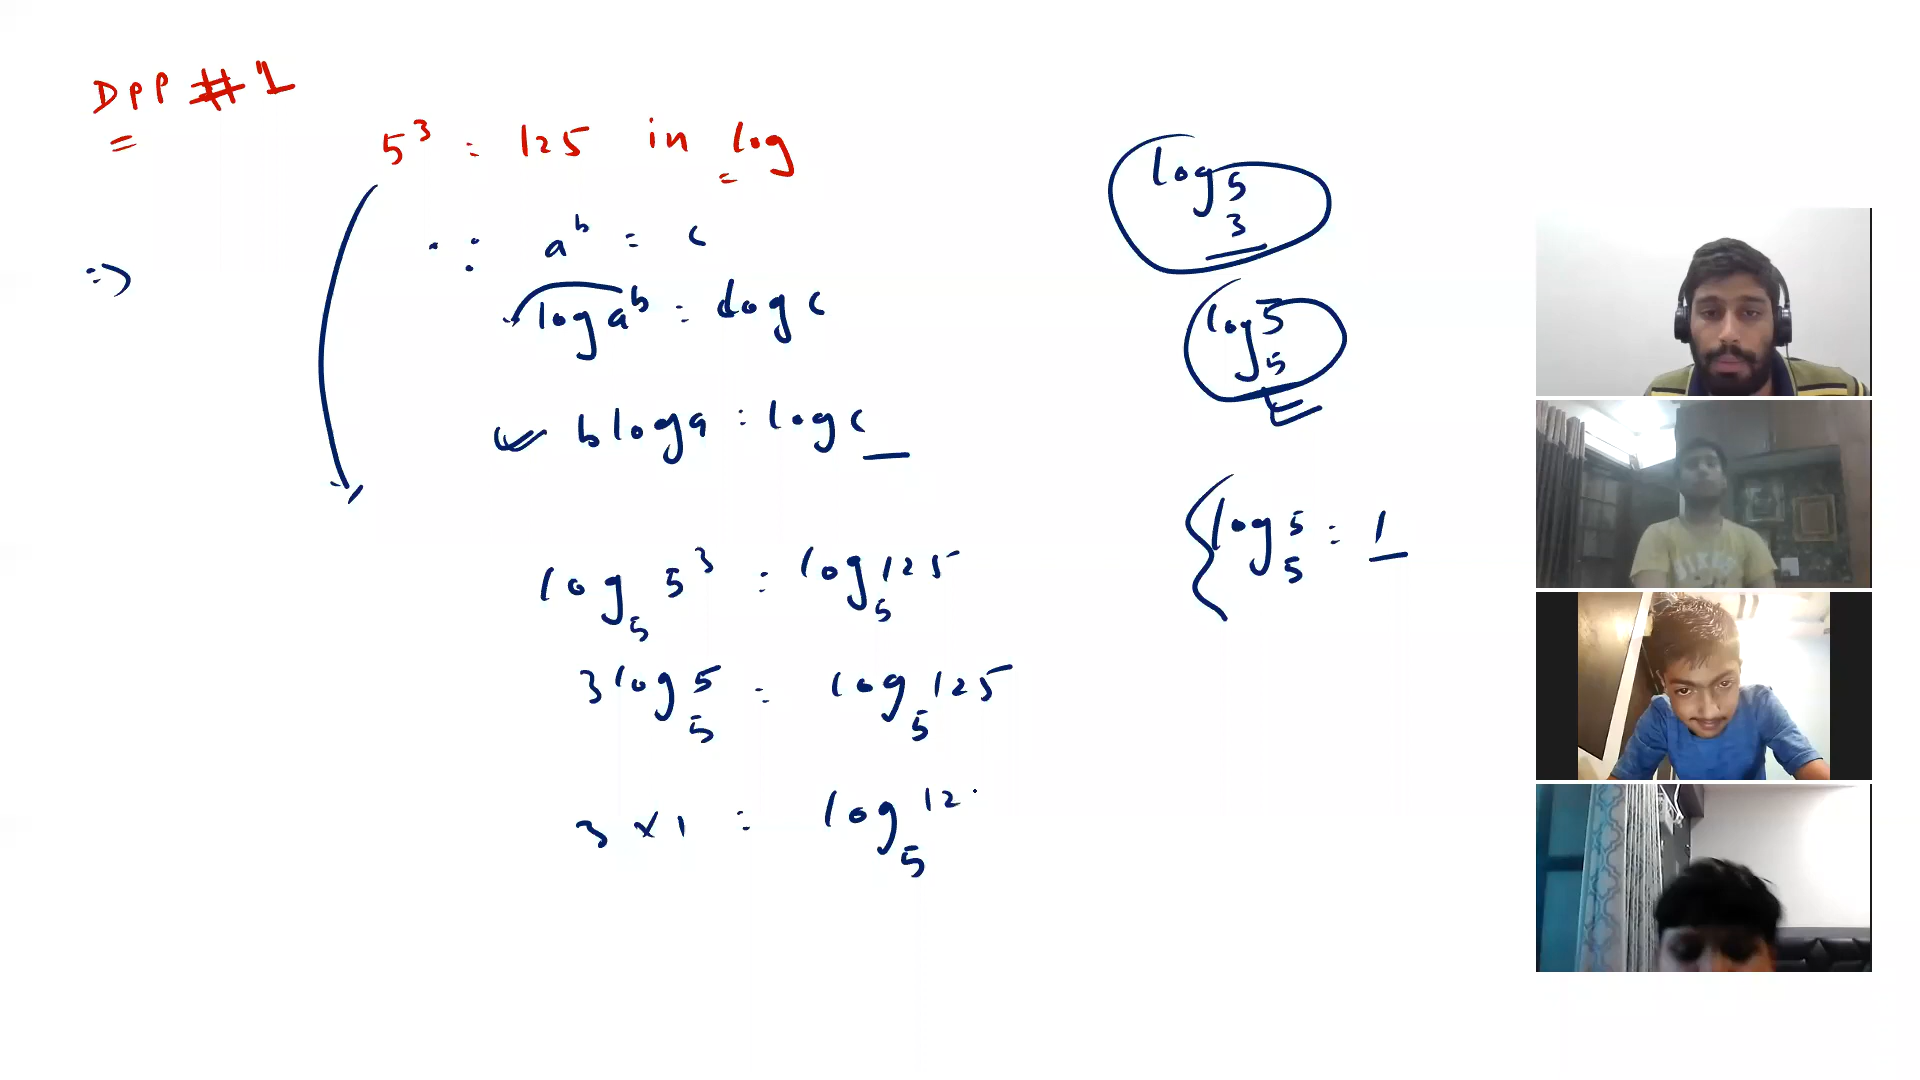 DPP #1
5³ = 125 in log
∵ a^b = c
=> log a^b = log c
b log a = log c
log₅ 5³ = log₅ 125
3 log₅ 5 = log₅ 125
3 × 1 = log₅ 12
log₃ 5
log₅ 5
log₅ 5 = 1